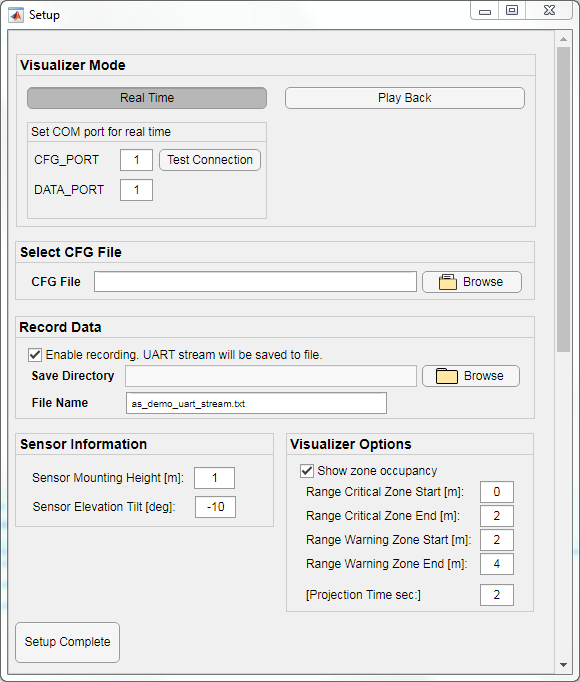 Setup
Visualizer Mode
Real Time
Play Back
Set COM port for real time
CFG_PORT 1 Test Connection
DATA_PORT 1
Select CFG File
CFG File Browse
Record Data
Enable recording. UART stream will be saved to file.
Save Directory Browse
File Name as_demo_uart_stream.txt
Sensor Information
Sensor Mounting Height [m]: 1
Sensor Elevation Tilt [deg]: -10
Visualizer Options
Show zone occupancy
Range Critical Zone Start [m]: 0
Range Critical Zone End [m]: 2
Range Warning Zone Start [m]: 2
Range Warning Zone End [m]: 4
[Projection Time sec:] 2
Setup Complete